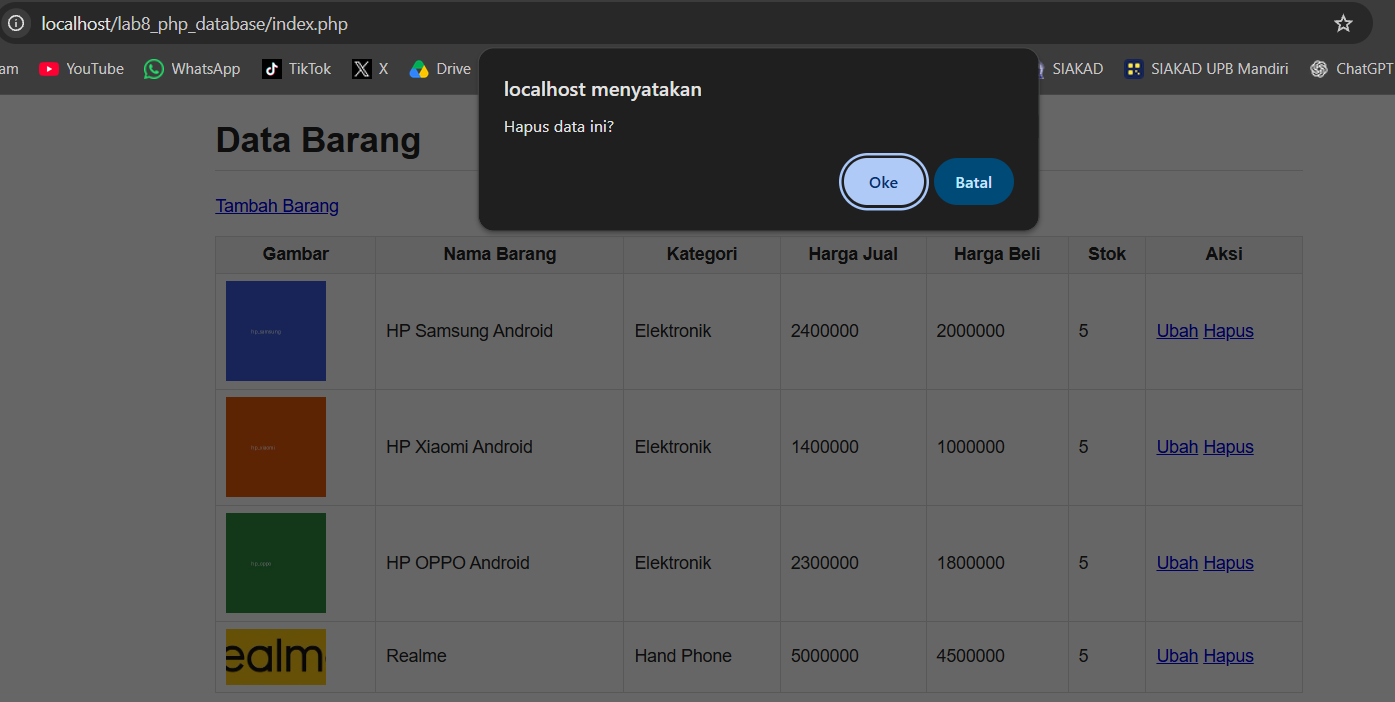 localhost/lab8_php_database/index.php
am YouTube WhatsApp TikTok X Drive SIAKAD SIAKAD UPB Mandiri ChatGPT
localhost menyatakan
Hapus data ini?
Oke Batal
Data Barang
Tambah Barang
Gambar Nama Barang Kategori Harga Jual Harga Beli Stok Aksi
hp_samsung HP Samsung Android Elektronik 2400000 2000000 5 Ubah Hapus
hp_xiaomi HP Xiaomi Android Elektronik 1400000 1000000 5 Ubah Hapus
hp_oppo HP OPPO Android Elektronik 2300000 1800000 5 Ubah Hapus
ealm Realme Hand Phone 5000000 4500000 5 Ubah Hapus